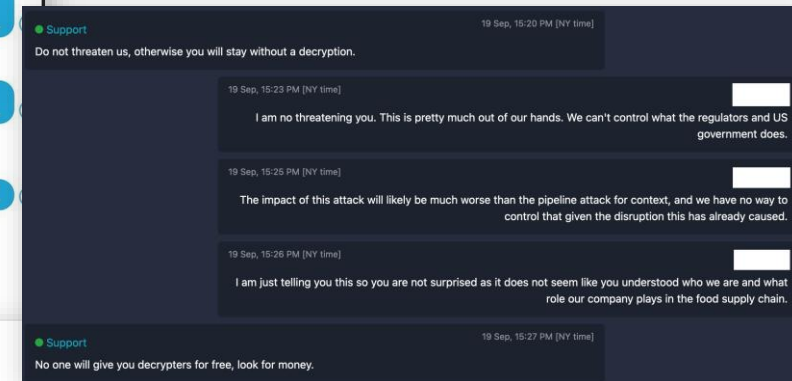 Support
19 Sep, 15:20 PM [NY time]
Do not threaten us, otherwise you will stay without a decryption.
19 Sep, 15:23 PM [NY time]
I am no threatening you. This is pretty much out of our hands. We can't control what the regulators and US
government does.
19 Sep, 15:25 PM [NY time]
The impact of this attack will likely be much worse than the pipeline attack for context, and we have no way to
control that given the disruption this has already caused.
19 Sep, 15:26 PM [NY time]
I am just telling you this so you are not surprised as it does not seem like you understood who we are and what
role our company plays in the food supply chain.
Support
19 Sep, 15:27 PM [NY time]
No one will give you decrypters for free, look for money.